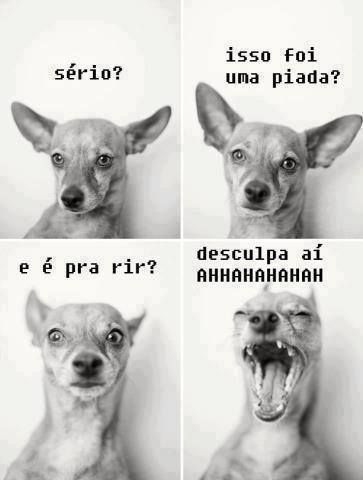 sério?
isso foi
uma piada?
e é pra rir?
desculpa aí
AHHAHAHAHAH